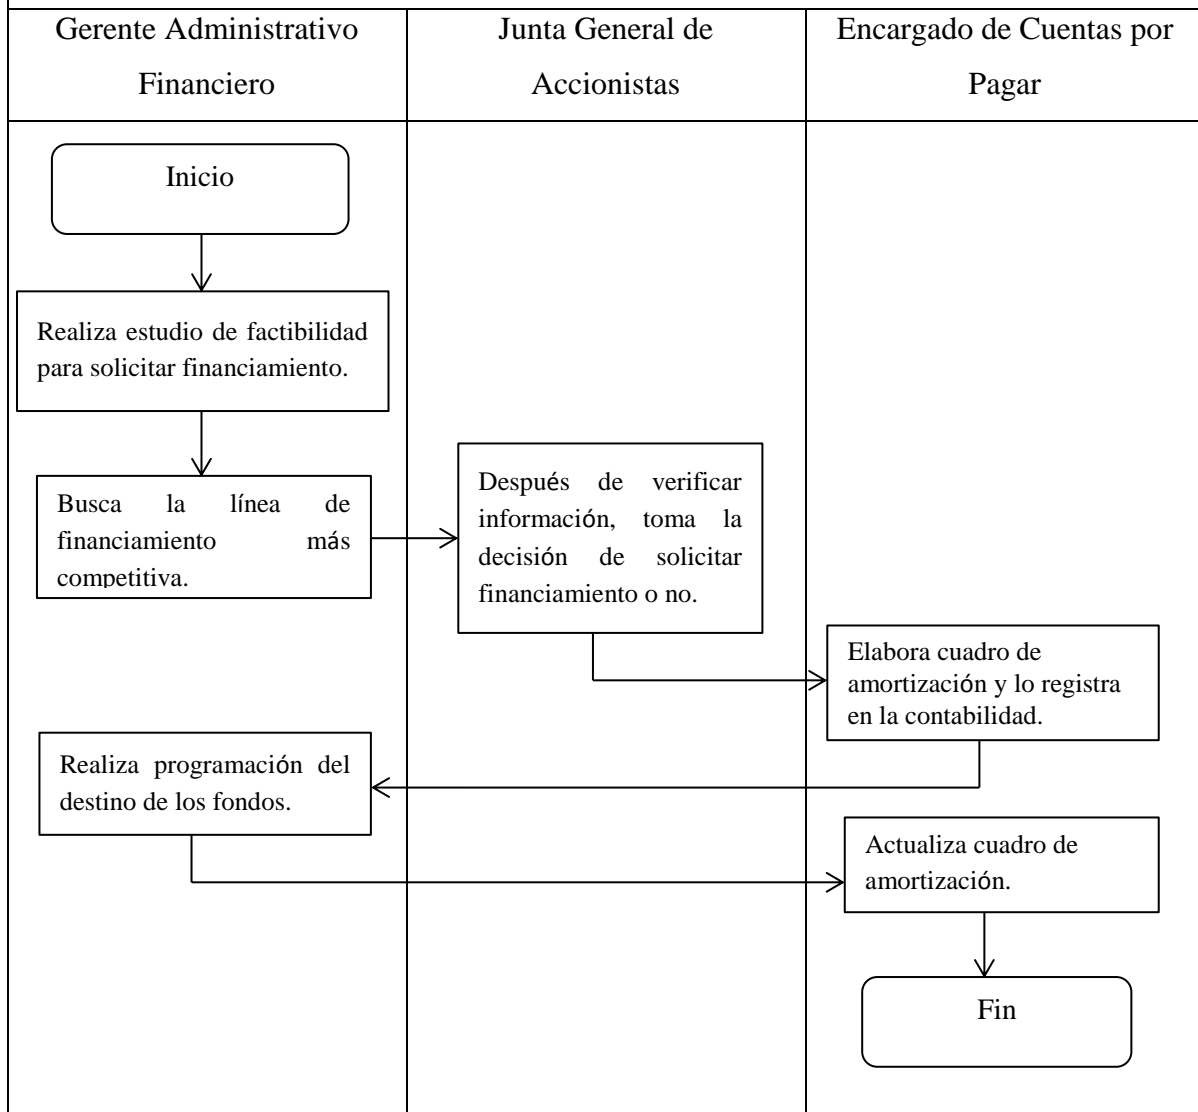 Gerente Administrativo
Financiero
Junta General de
Accionistas
Encargado de Cuentas por
Pagar
Inicio
Realiza estudio de factibilidad
para solicitar financiamiento.
Busca la línea de
financiamiento más
competitiva.
Después de verificar
información, toma la
decisión de solicitar
financiamiento o no.
Elabora cuadro de
amortización y lo registra
en la contabilidad.
Realiza programación del
destino de los fondos.
Actualiza cuadro de
amortización.
Fin